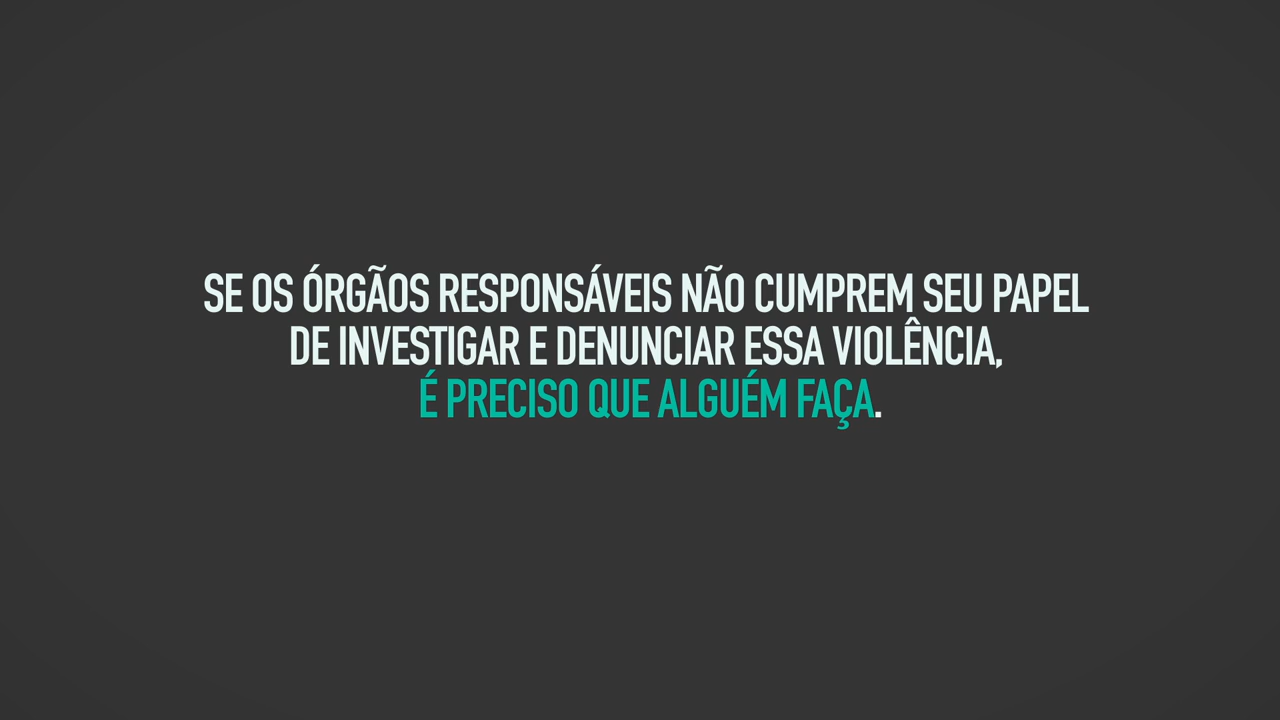 SE OS ÓRGÃOS RESPONSÁVEIS NÃO CUMPREM SEU PAPEL
DE INVESTIGAR E DENUNCIAR ESSA VIOLÊNCIA,
É PRECISO QUE ALGUÉM FAÇA.